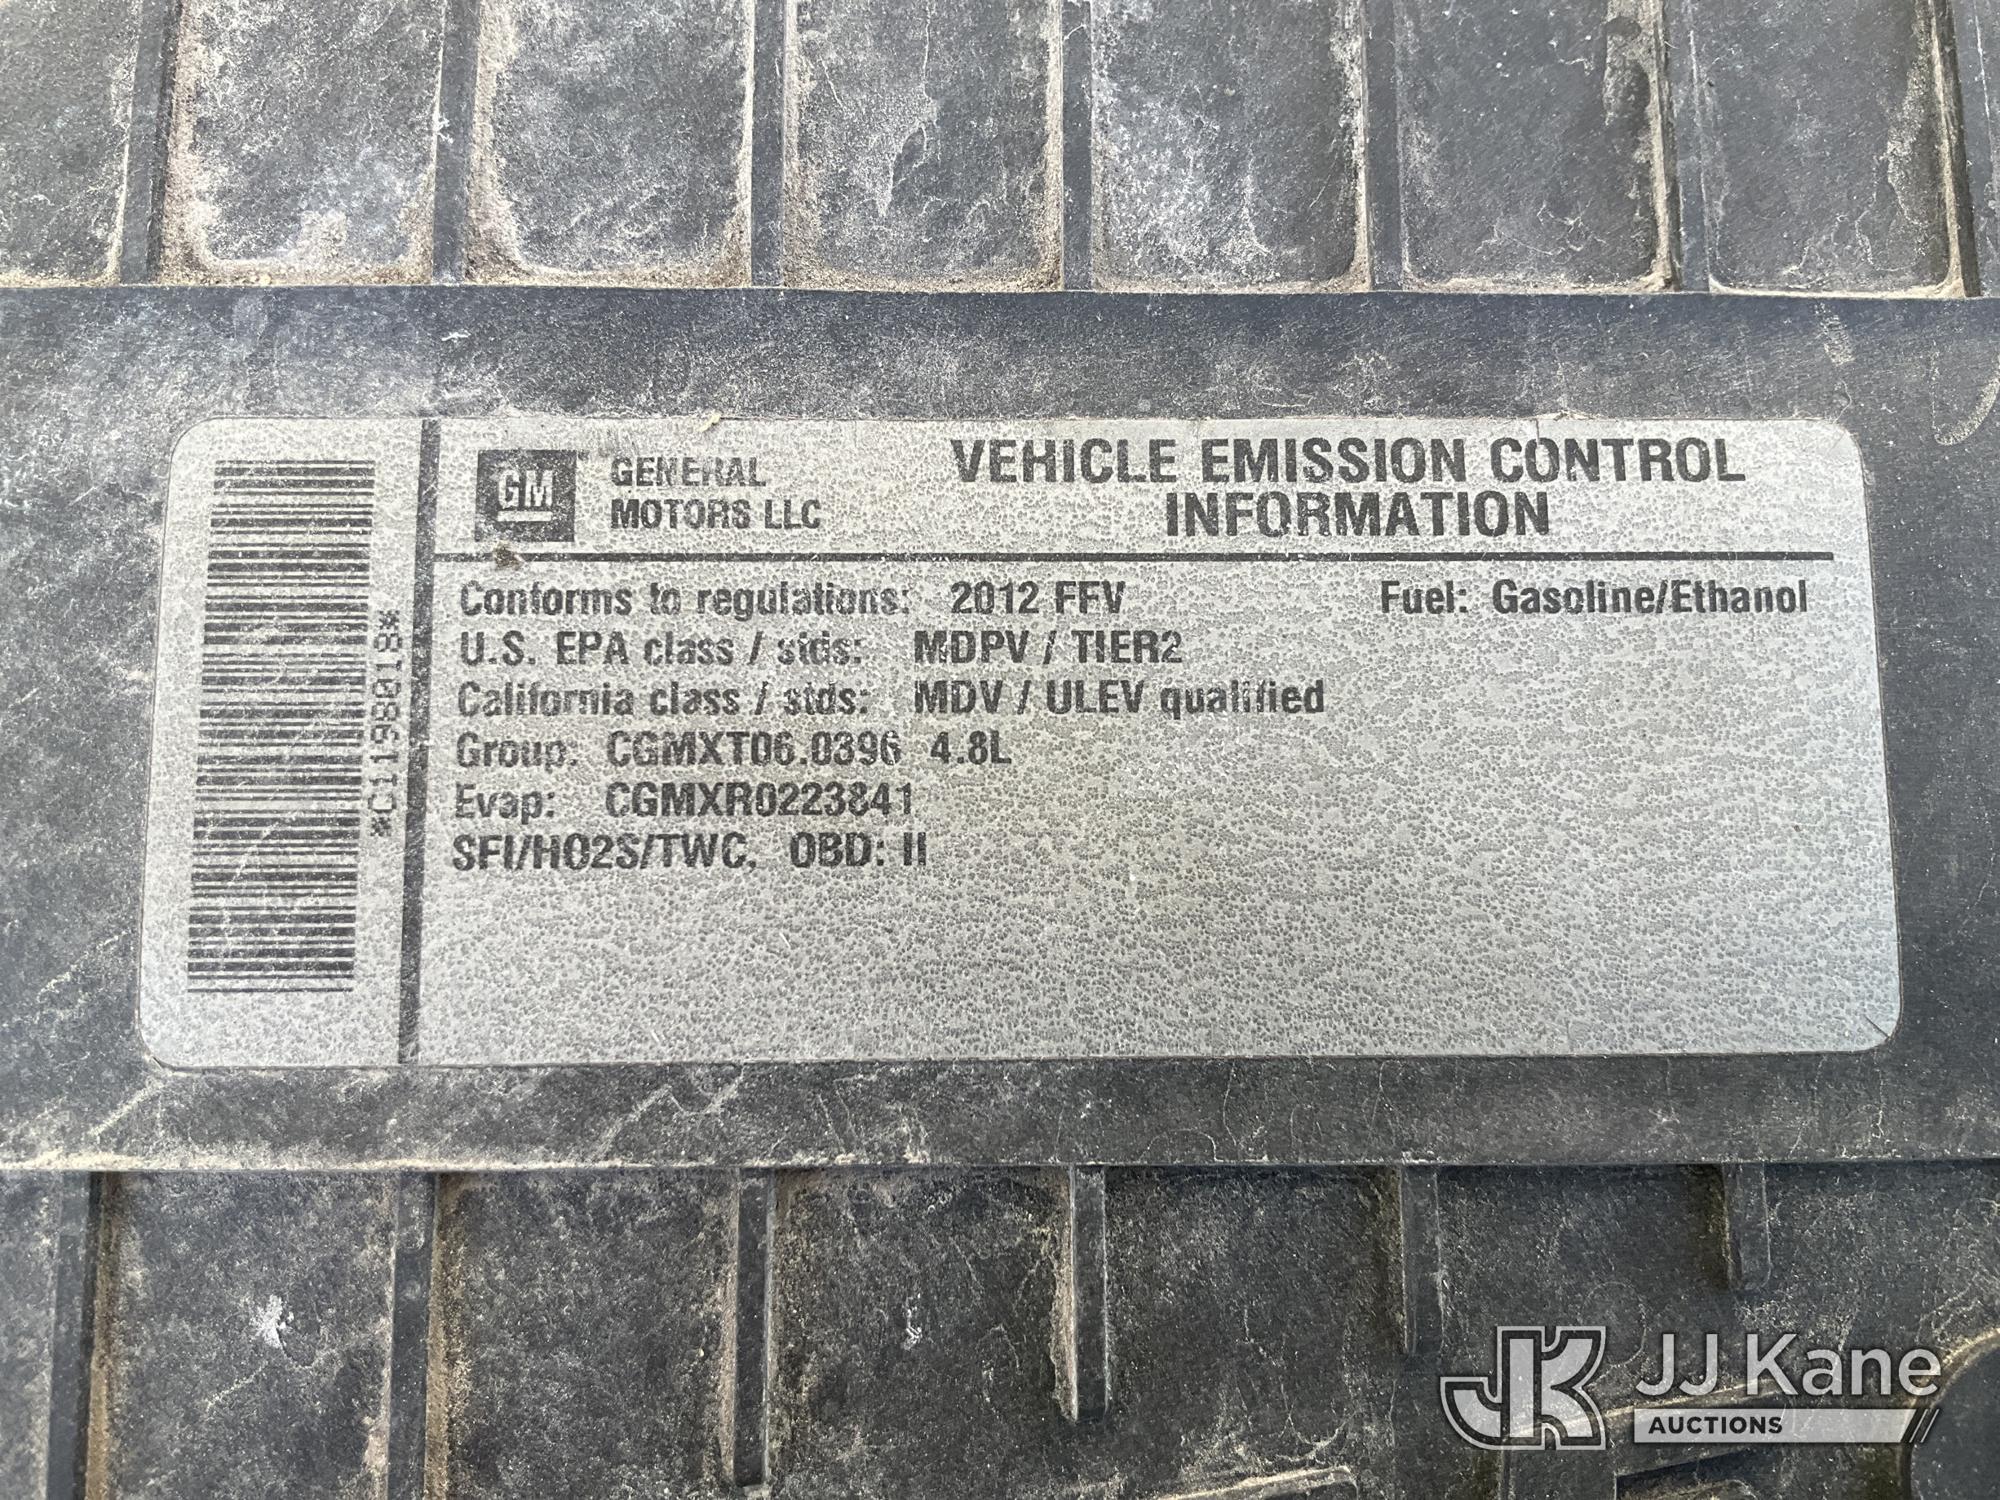 *C11980018*
GM
GENERAL
MOTORS LLC
VEHICLE EMISSION CONTROL
INFORMATION
Conforms to regulations: 2012 FFV Fuel: Gasoline/Ethanol
U.S. EPA class / stds: MDPV / TIER2
California class / stds: MDV / ULEV qualified
Group: CGMXT06.0396 4.8L
Evap: CGMXR0223841
SFI/HO2S/TWC, OBD: II
JK JJ Kane
AUCTIONS